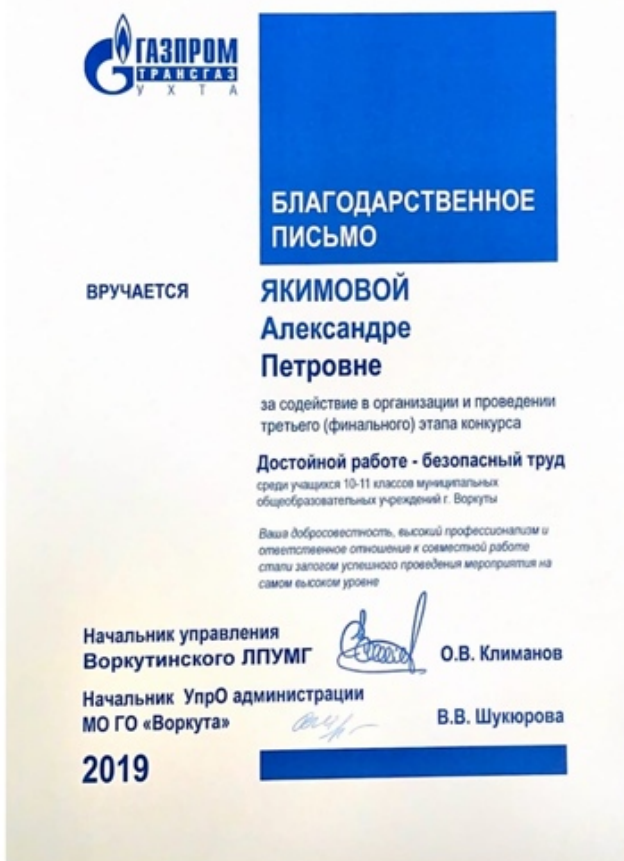 ГАЗПРОМ
ТРАНСГАЗ
УХТА
БЛАГОДАРСТВЕННОЕ
ПИСЬМО
ВРУЧАЕТСЯ
ЯКИМОВОЙ
Александре
Петровне
за содействие в организации и проведении
третьего (финального) этапа конкурса
Достойной работе - безопасный труд
среди учащихся 10-11 классов муниципальных
общеобразовательных учреждений г. Воркуты
Ваша добросовестность, высокий профессионализм и
ответственное отношение к совместной работе
стали залогом успешного проведения мероприятия на
самом высоком уровне
Начальник управления
Воркутинского ЛПУМГ
О.В. Климанов
Начальник УпрО администрации
МО ГО «Воркута»
В.В. Шукюрова
2019